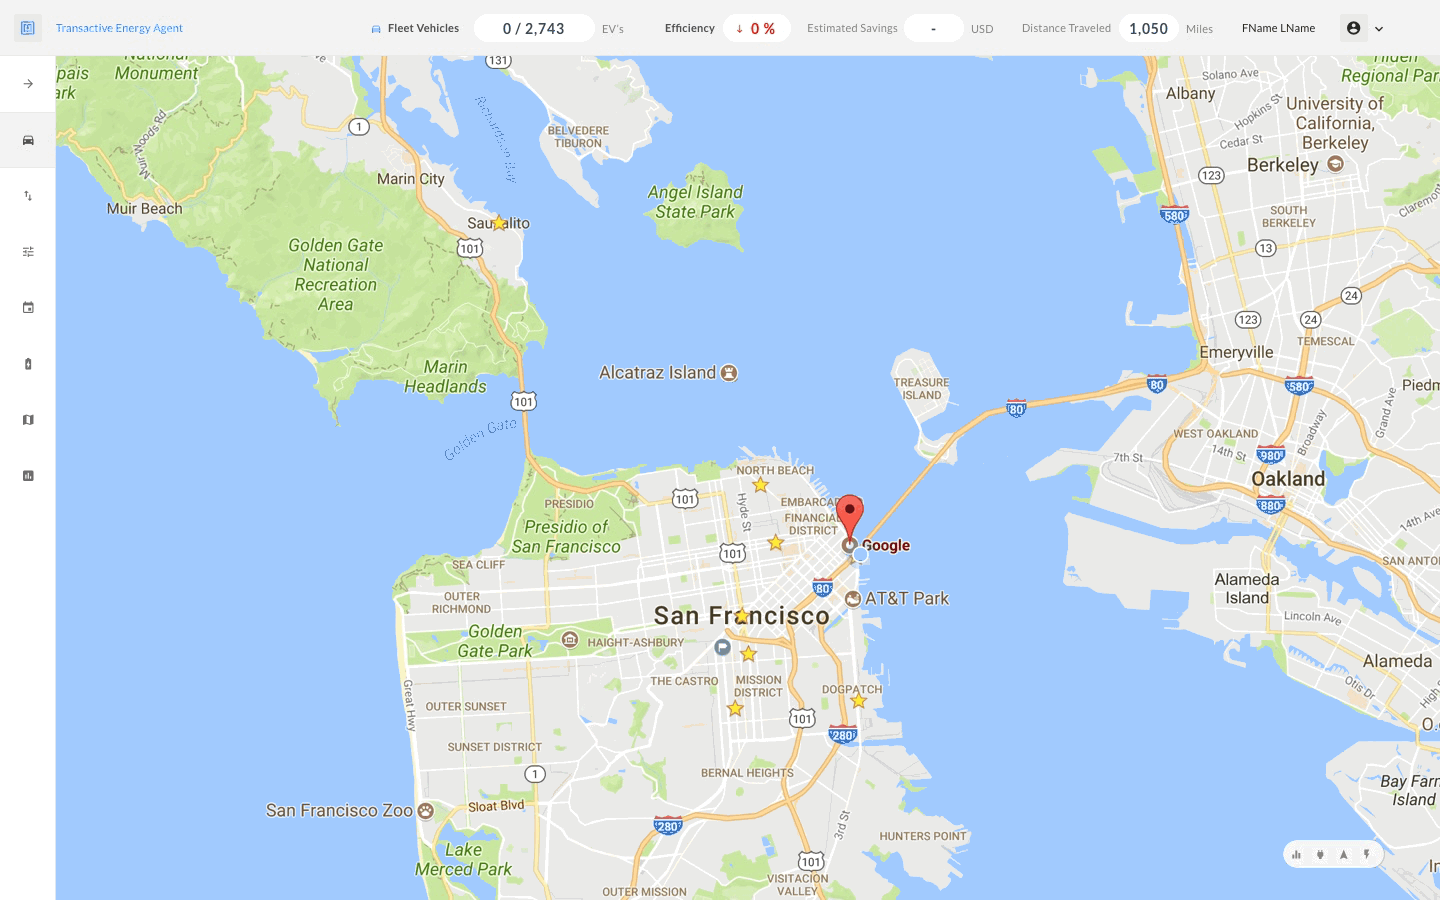 Transactive Energy Agent
Fleet Vehicles
0 / 2,743
EV's
Efficiency
↓ 0 %
Estimated Savings
-
USD
Distance Traveled
1,050
Miles
FName LName
National
Monument
131
Richardson Bay
BELVEDERE
TIBURON
1
Muir Woods Rd
Marin City
Muir Beach
Sausalito
101
Angel Island
State Park
Golden Gate
National
Recreation
Area
Marin
Headlands
101
Golden Gate
Alcatraz Island
TREASURE
ISLAND
80
80
Albany
Solano Ave
Regional Par
University of
California,
Berkeley
Hopkins St
Cedar St
Berkeley
123
580
SOUTH
BERKELEY
13
Claremont
24
123
24
TEMESCAL
Emeryville
580
Piedm
Grand Ave
Broadway
WEST OAKLAND
14th St
7th St
980
Oakland
880
14th Ave
SAN ANTO
Alameda
Island
Lincoln Ave
Alameda
Otis Dr
High S
O.
Bay Farm
Island
In
NORTH BEACH
101
Hyde St
PRESIDIO
Presidio of
San Francisco
FINANCIAL
DISTRICT
101
Google
SEA CLIFF
OUTER
RICHMOND
80
AT&T Park
San Francisco
Golden
Gate Park
HAIGHT-ASHBURY
THE CASTRO
MISSION
DISTRICT
DOGPATCH
Great Hwy
OUTER SUNSET
101
280
SUNSET DISTRICT
1
BERNAL HEIGHTS
San Francisco Zoo
Sloat Blvd
280
3rd St
HUNTERS POINT
Lake
Merced Park
101
VISITACION
VALLEY
OUTER MISSION